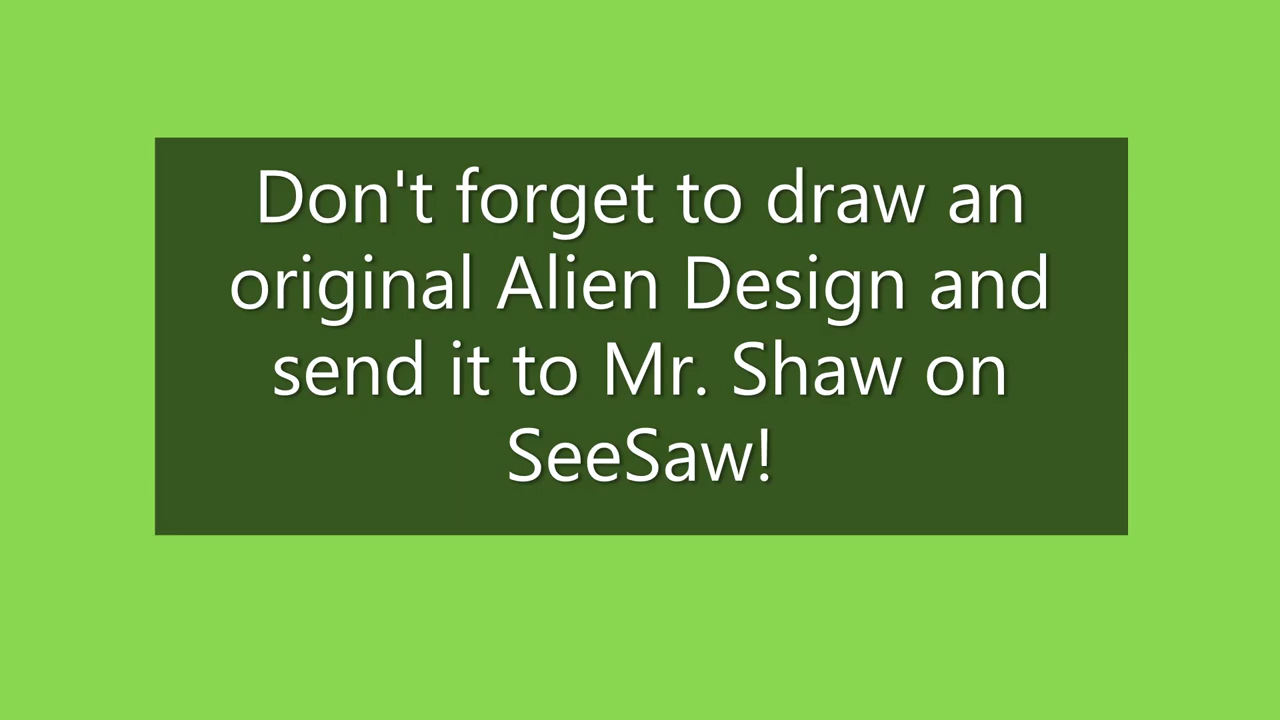 Don't forget to draw an
original Alien Design and
send it to Mr. Shaw on
SeeSaw!